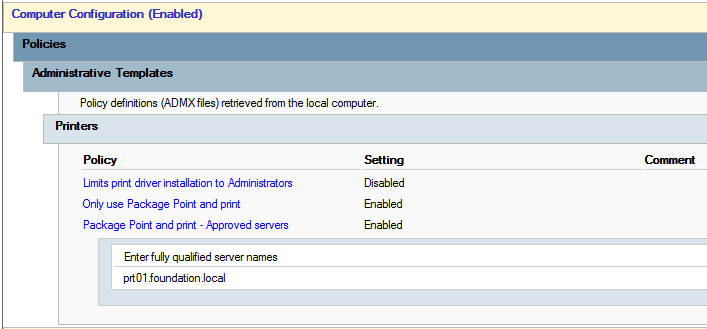 Computer Configuration (Enabled)
Policies
Administrative Templates
Policy definitions (ADMX files) retrieved from the local computer.
Printers
Policy Setting Comment
Limits print driver installation to Administrators Disabled
Only use Package Point and print Enabled
Package Point and print - Approved servers Enabled
Enter fully qualified server names
prt01.foundation.local